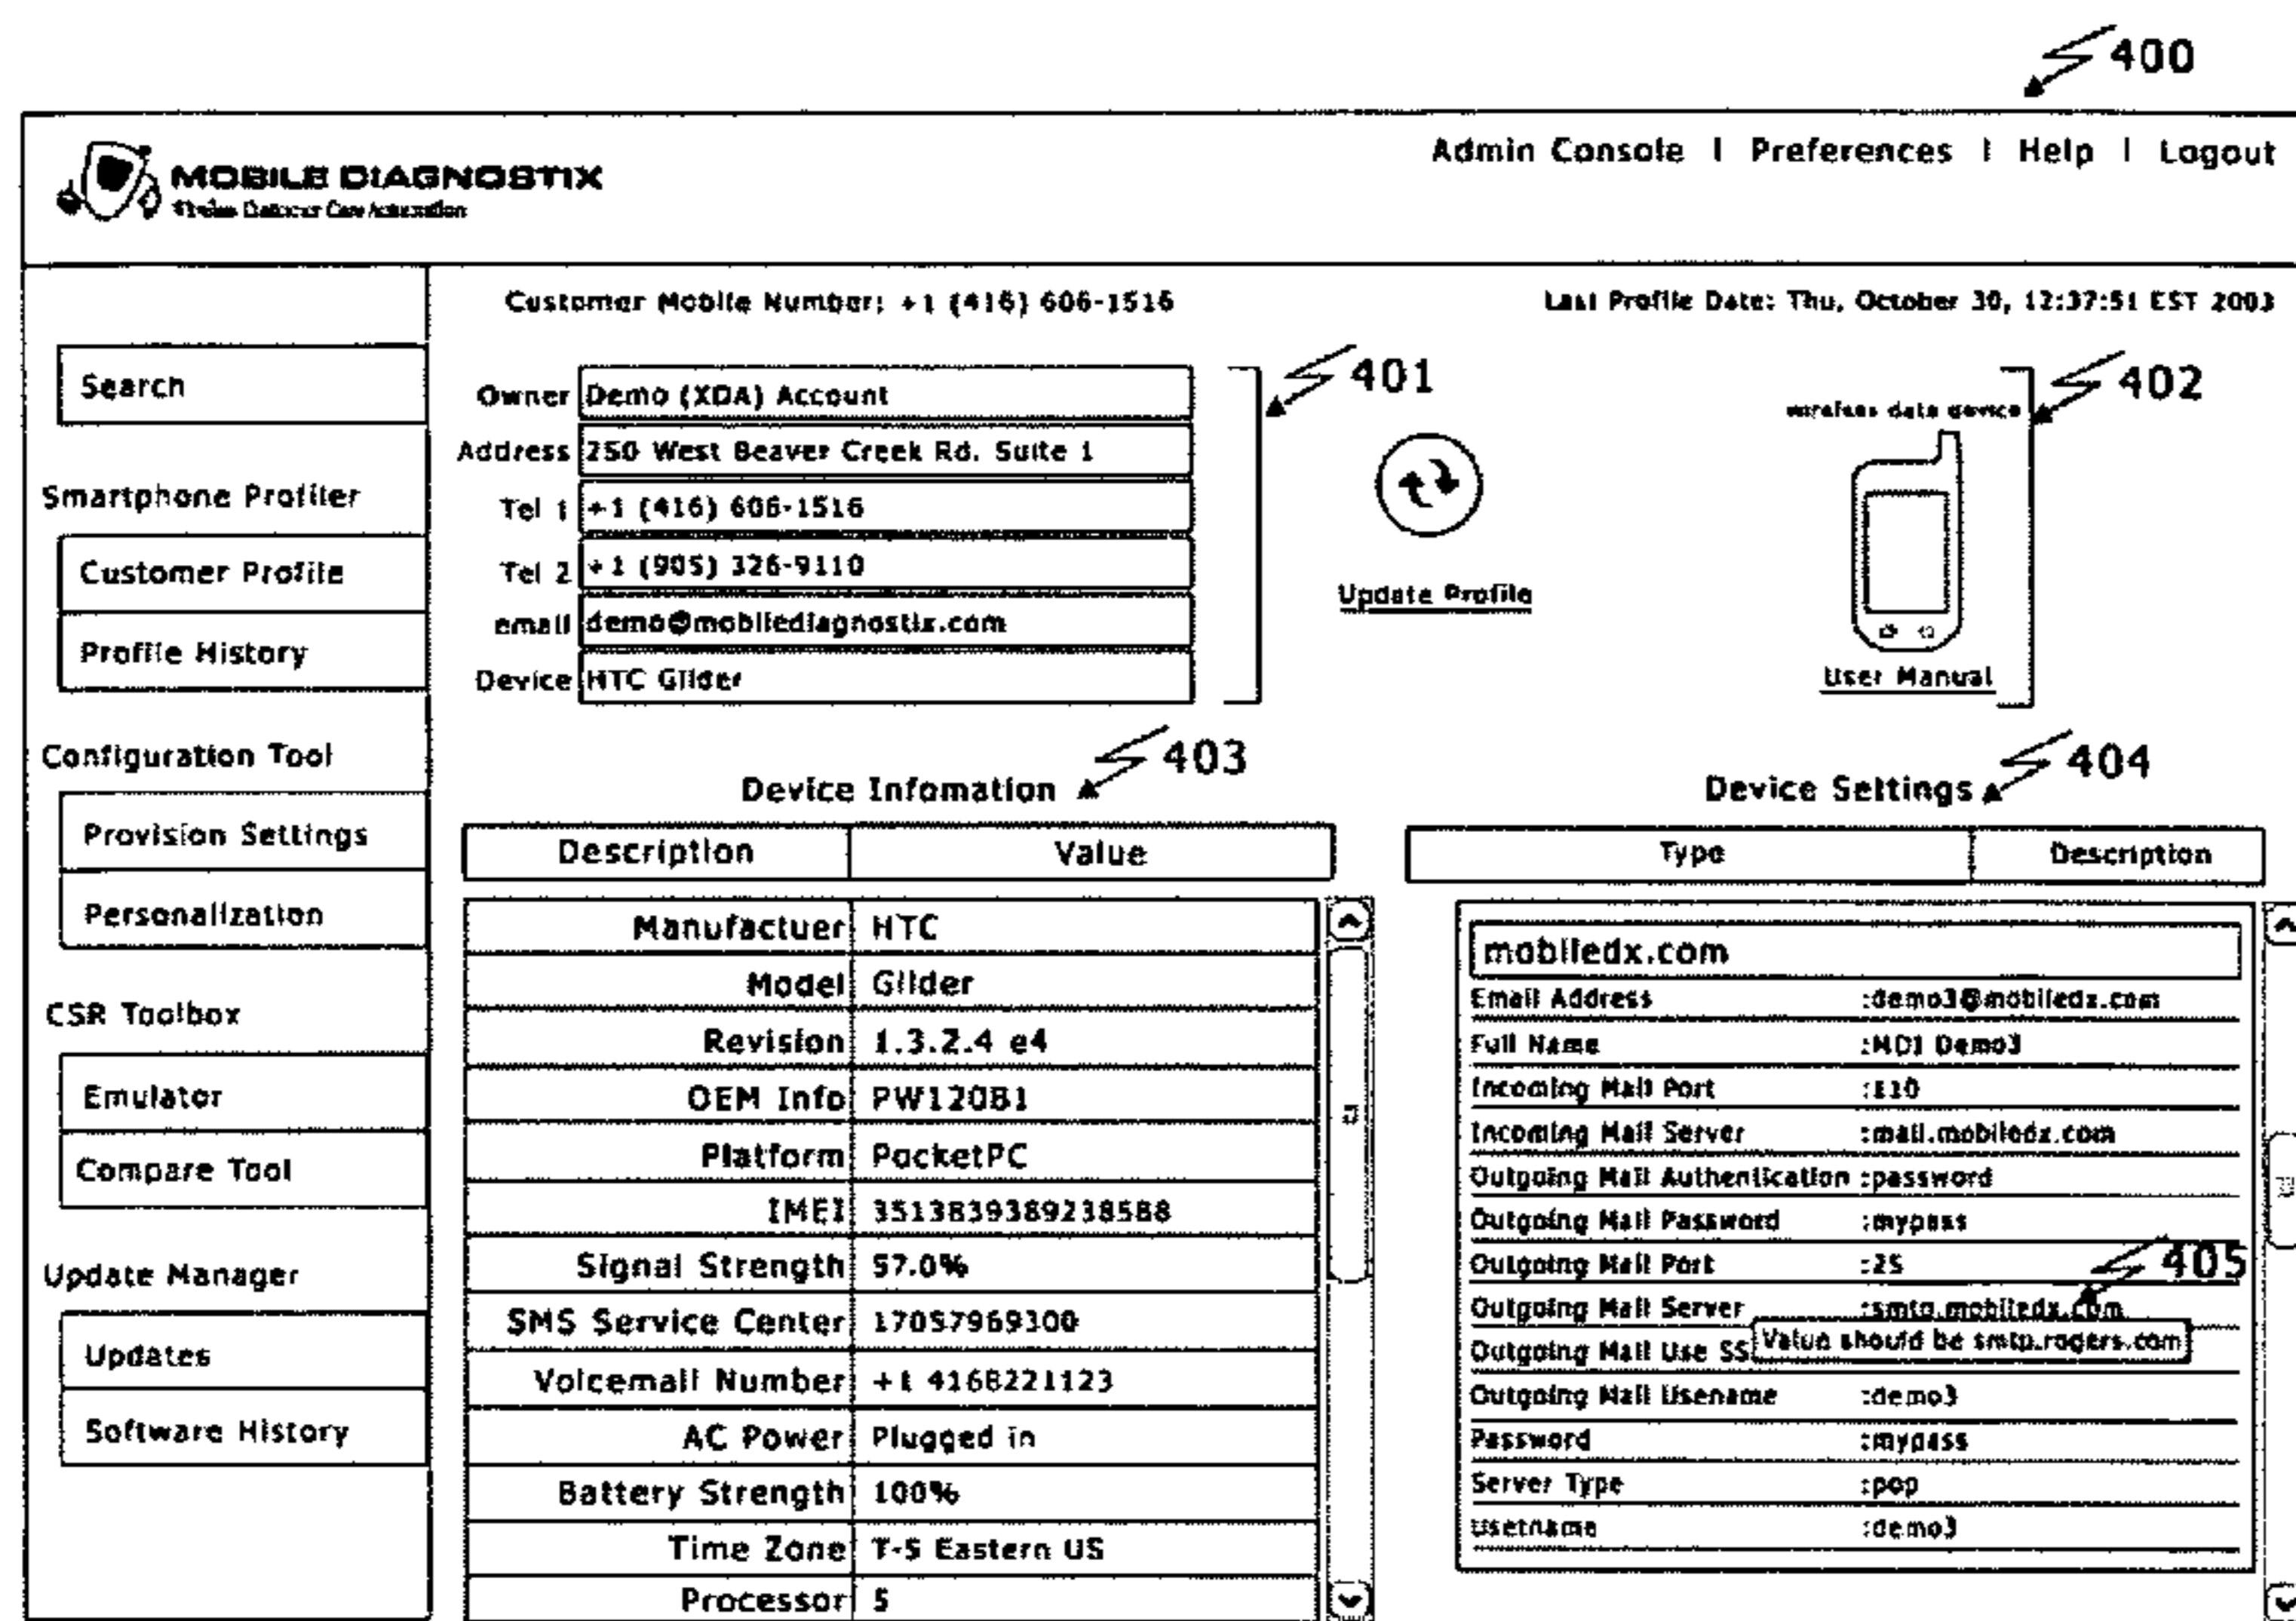 400
Admin Console | Preferences | Help | Logout
MOBILE DIAGNOSTIX
Customer Mobile Number: +1 (416) 606-1516
Last Profile Date: Thu, October 30, 12:37:51 EST 2003
Search
Smartphone Profiler
Customer Profile
Profile History
Configuration Tool
Provision Settings
Personalization
CSR Toolbox
Emulator
Compare Tool
Update Manager
Updates
Software History
Owner Demo (XDA) Account
Address 250 West Beaver Creek Rd. Suite 1
Tel 1 +1 (416) 606-1516
Tel 2 +1 (905) 326-9110
email demo@mobilediagnostix.com
Device HTC Glider
401
Update Profile
402
wireless data device
User Manual
403
Device Infomation
Description Value
Manufactuer HTC
Model Glider
Revision 1.3.2.4 e4
OEM Info PW120B1
Platform PocketPC
IMEI 3513839389238588
Signal Strength 57.0%
SMS Service Center 17057969300
Voicemail Number +1 4168221123
AC Power Plugged in
Battery Strength 100%
Time Zone T-5 Eastern US
Processor 5
404
Device Settings
Type Description
mobiledx.com
Email Address :demo3@mobiledx.com
Full Name :MDI Demo3
Incoming Mail Port :110
Incoming Mail Server :mail.mobiledx.com
Outgoing Mail Authentication :password
Outgoing Mail Password :mypass
Outgoing Mail Port :25
405
Outgoing Mail Server :smtp.mobiledx.com
Value should be smtp.rogers.com
Outgoing Mail Use SS
Outgoing Mail Usename :demo3
Password :mypass
Server Type :pop
Username :demo3